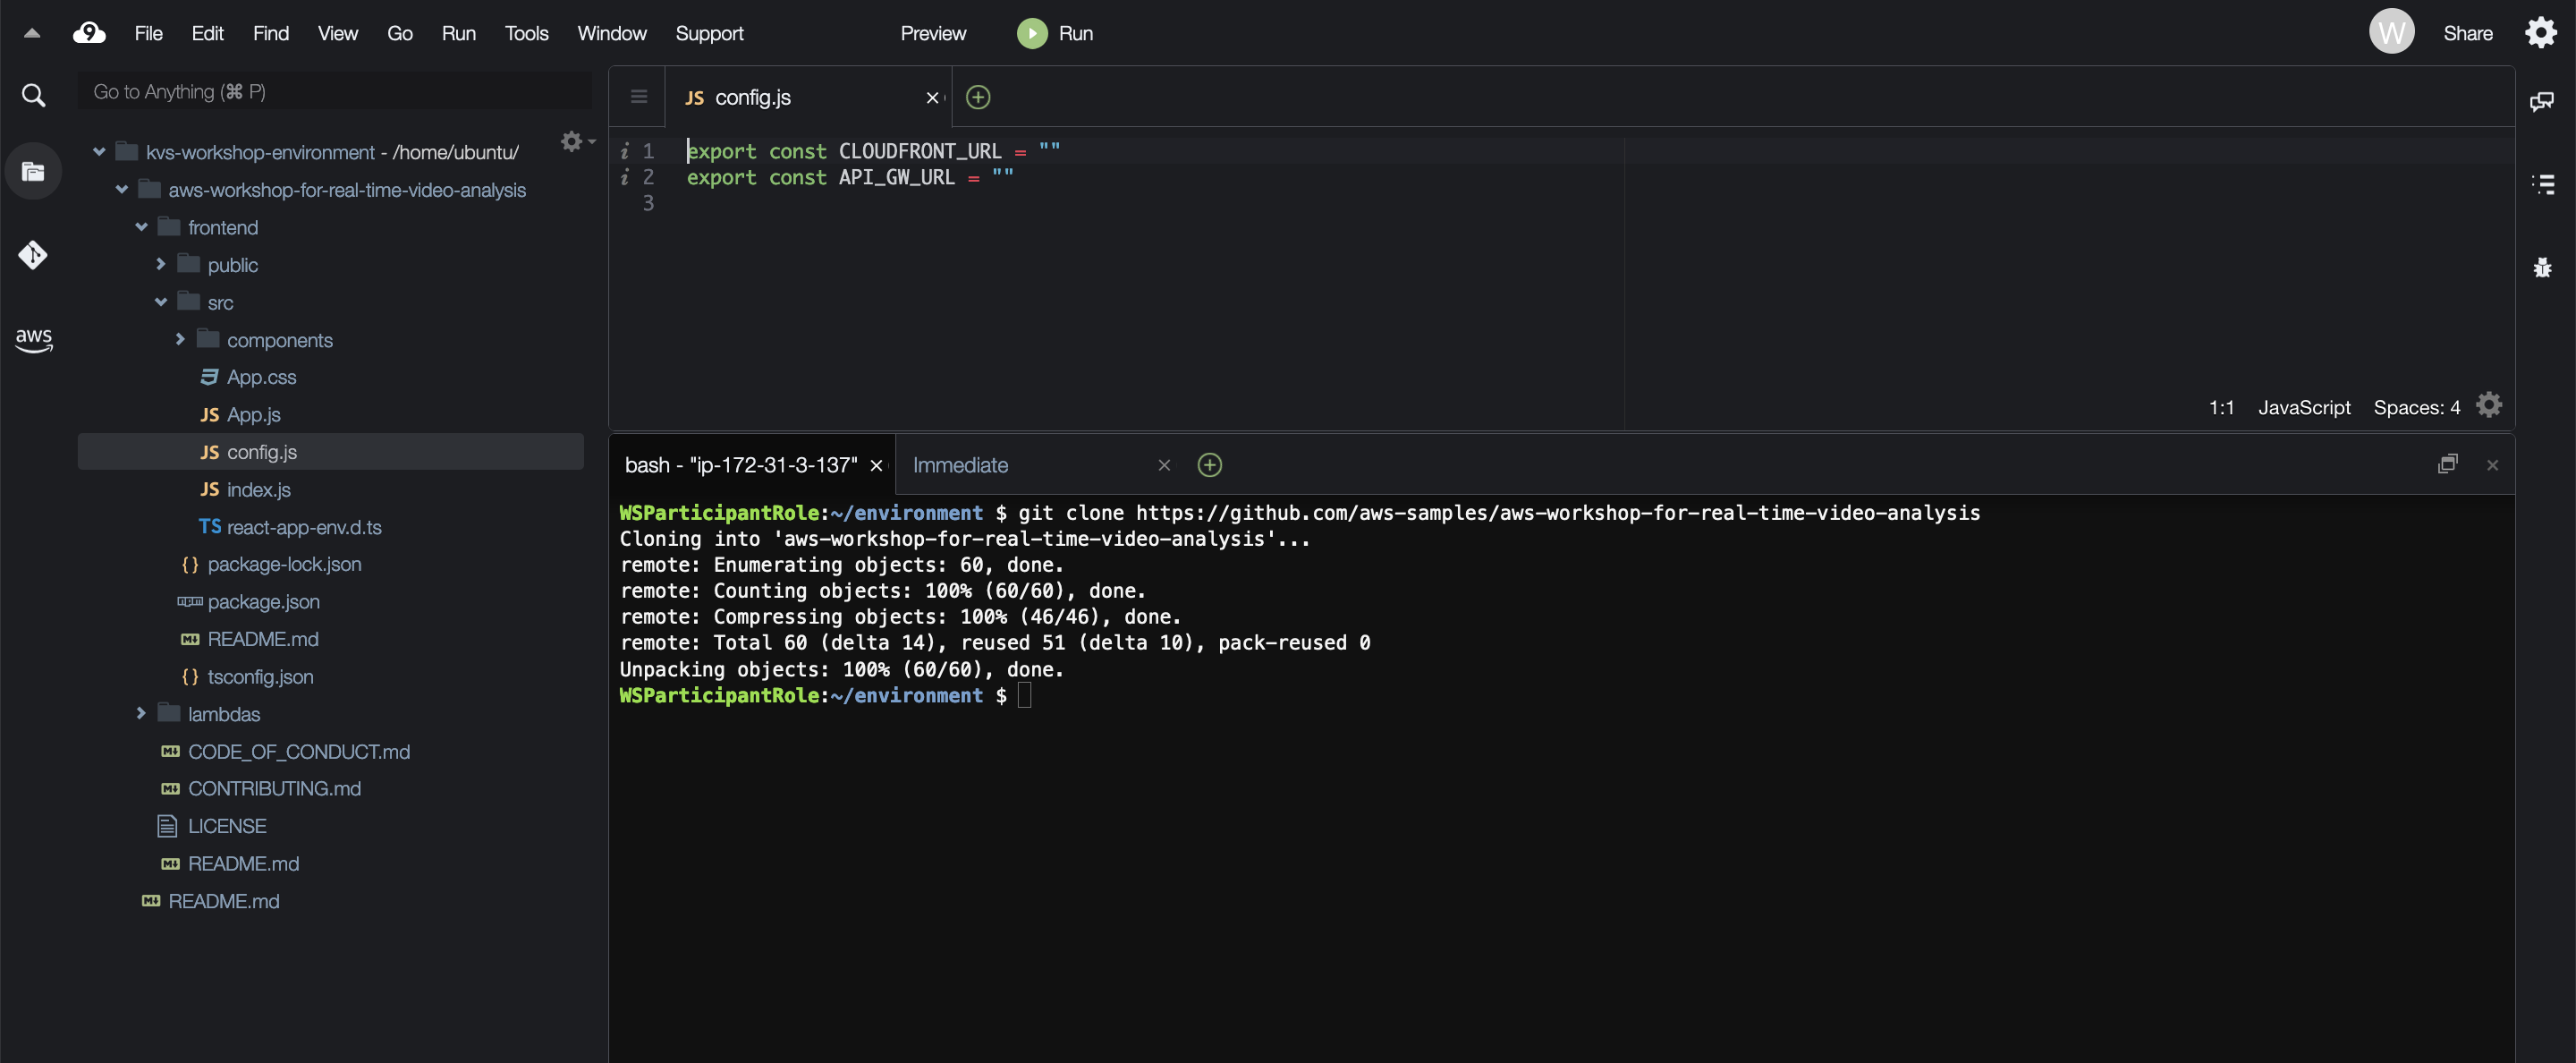 File Edit Find View Go Run Tools Window Support Preview Run W Share
Go to Anything (⌘ P)
kvs-workshop-environment - /home/ubuntu/
aws-workshop-for-real-time-video-analysis
frontend
public
src
components
App.css
JS App.js
JS config.js
JS index.js
TS react-app-env.d.ts
{} package-lock.json
package.json
README.md
{} tsconfig.json
lambdas
CODE_OF_CONDUCT.md
CONTRIBUTING.md
LICENSE
README.md
README.md
aws
JS config.js
i 1 export const CLOUDFRONT_URL = ""
i 2 export const API_GW_URL = ""
3
1:1 JavaScript Spaces: 4
bash - "ip-172-31-3-137" Immediate
WSParticipantRole:~/environment $ git clone https://github.com/aws-samples/aws-workshop-for-real-time-video-analysis
Cloning into 'aws-workshop-for-real-time-video-analysis'...
remote: Enumerating objects: 60, done.
remote: Counting objects: 100% (60/60), done.
remote: Compressing objects: 100% (46/46), done.
remote: Total 60 (delta 14), reused 51 (delta 10), pack-reused 0
Unpacking objects: 100% (60/60), done.
WSParticipantRole:~/environment $